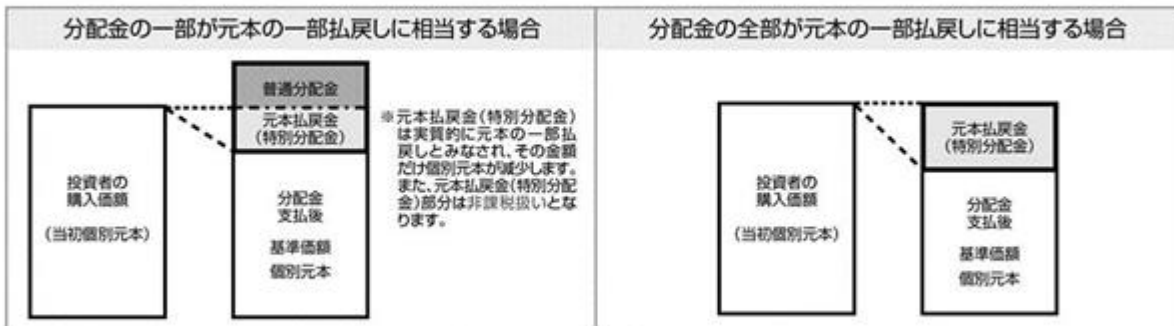 分配金の一部が元本の一部払戻しに相当する場合
普通分配金
元本払戻金
(特別分配金)
投資者の
購入価額
(当初個別元本)
分配金
支払後
基準価額
個別元本
※元本払戻金(特別分配金)
は実質的に元本の一部払
戻しとみなされ、その金額
だけ個別元本が減少します。
また、元本払戻金(特別分配
金)部分は非課税扱いとな
ります。
分配金の全部が元本の一部払戻しに相当する場合
投資者の
購入価額
(当初個別元本)
元本払戻金
(特別分配金)
分配金
支払後
基準価額
個別元本